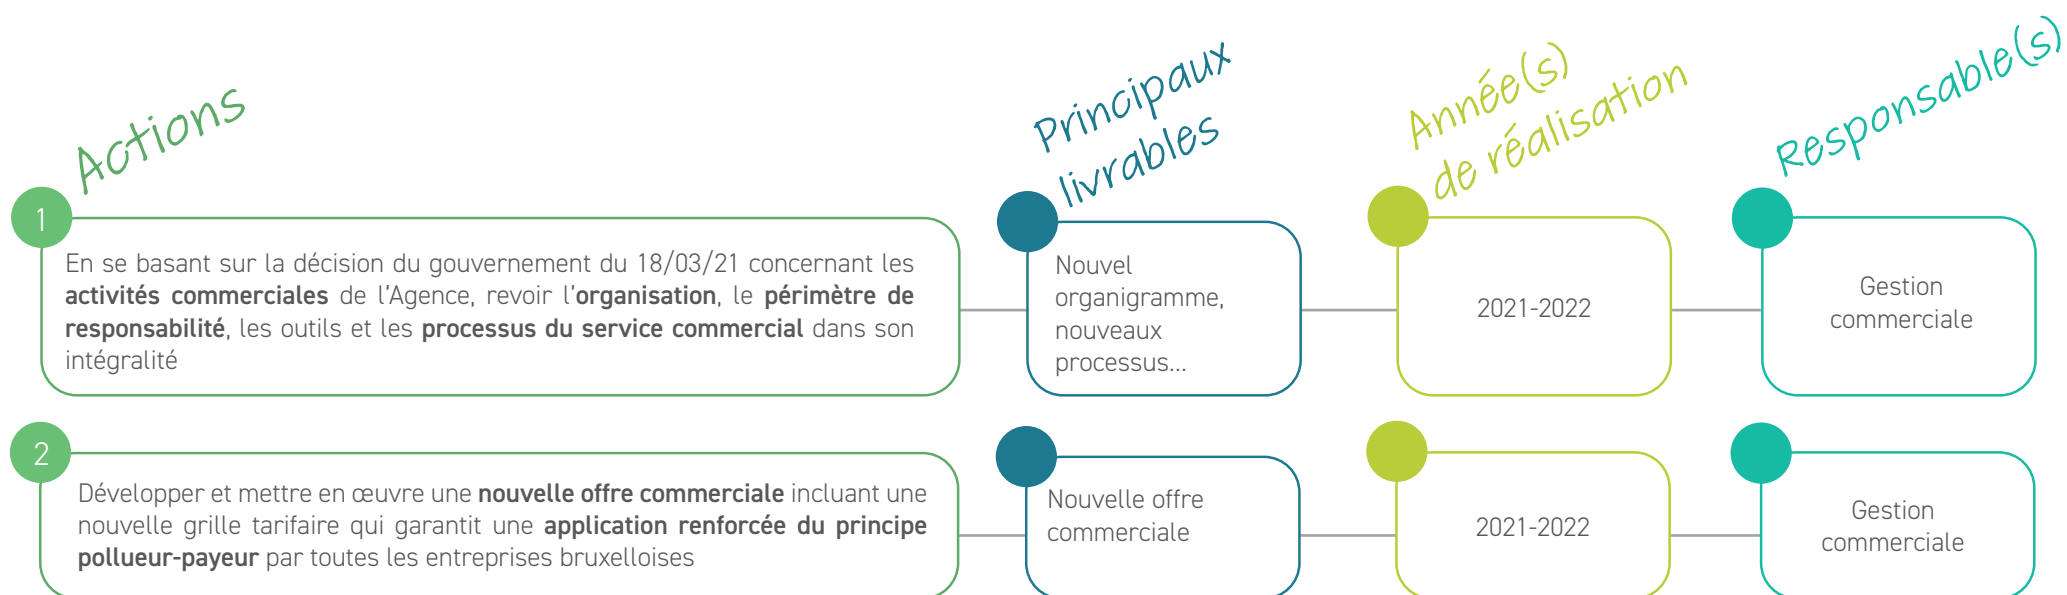 Actions
Principaux
livrables
Année(s)
de réalisation
Responsable(s)
1
En se basant sur la décision du gouvernement du 18/03/21 concernant les
activités commerciales de l'Agence, revoir l'organisation, le périmètre de
responsabilité, les outils et les processus du service commercial dans son
intégralité
Nouvel
organigramme,
nouveaux
processus...
2021-2022
Gestion
commerciale
2
Développer et mettre en œuvre une nouvelle offre commerciale incluant une
nouvelle grille tarifaire qui garantit une application renforcée du principe
pollueur-payeur par toutes les entreprises bruxelloises
Nouvelle offre
commerciale
2021-2022
Gestion
commerciale